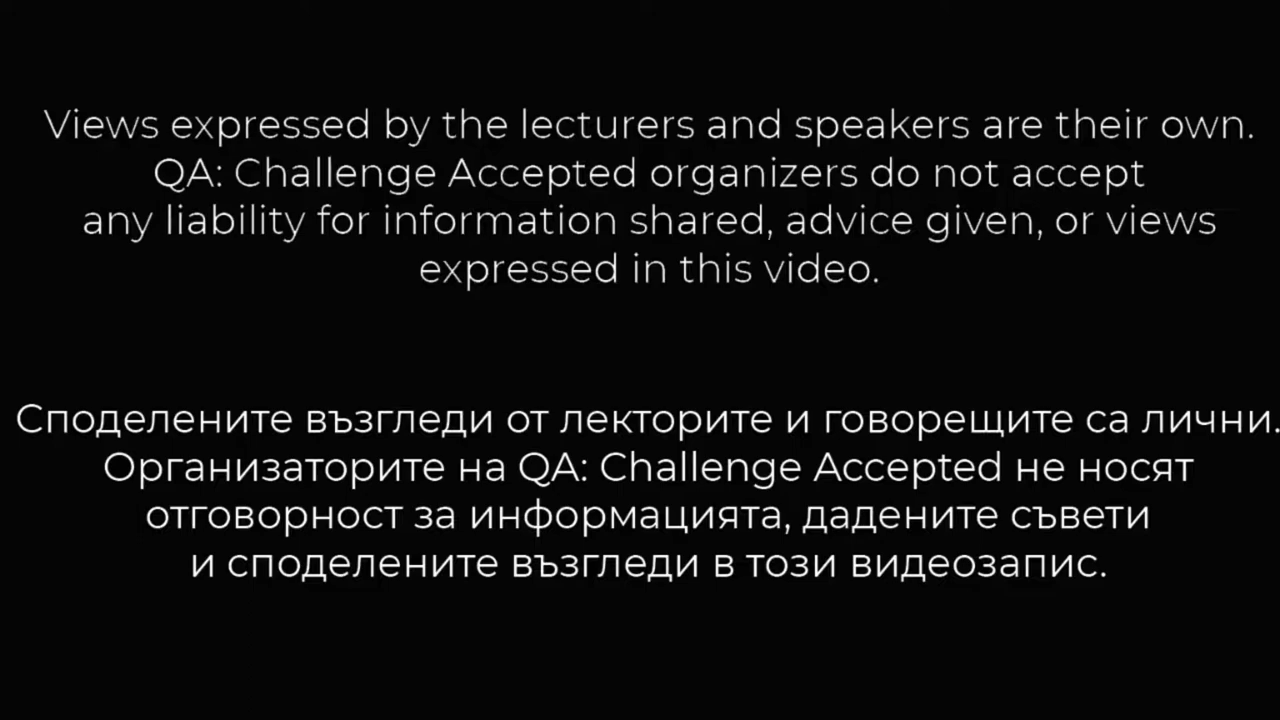 Views expressed by the lecturers and speakers are their own.
QA: Challenge Accepted organizers do not accept
any liability for information shared, advice given, or views
expressed in this video.
Споделените възгледи от лекторите и говорещите са лични.
Организаторите на QA: Challenge Accepted не носят
отговорност за информацията, дадените съвети
и споделените възгледи в този видеозапис.